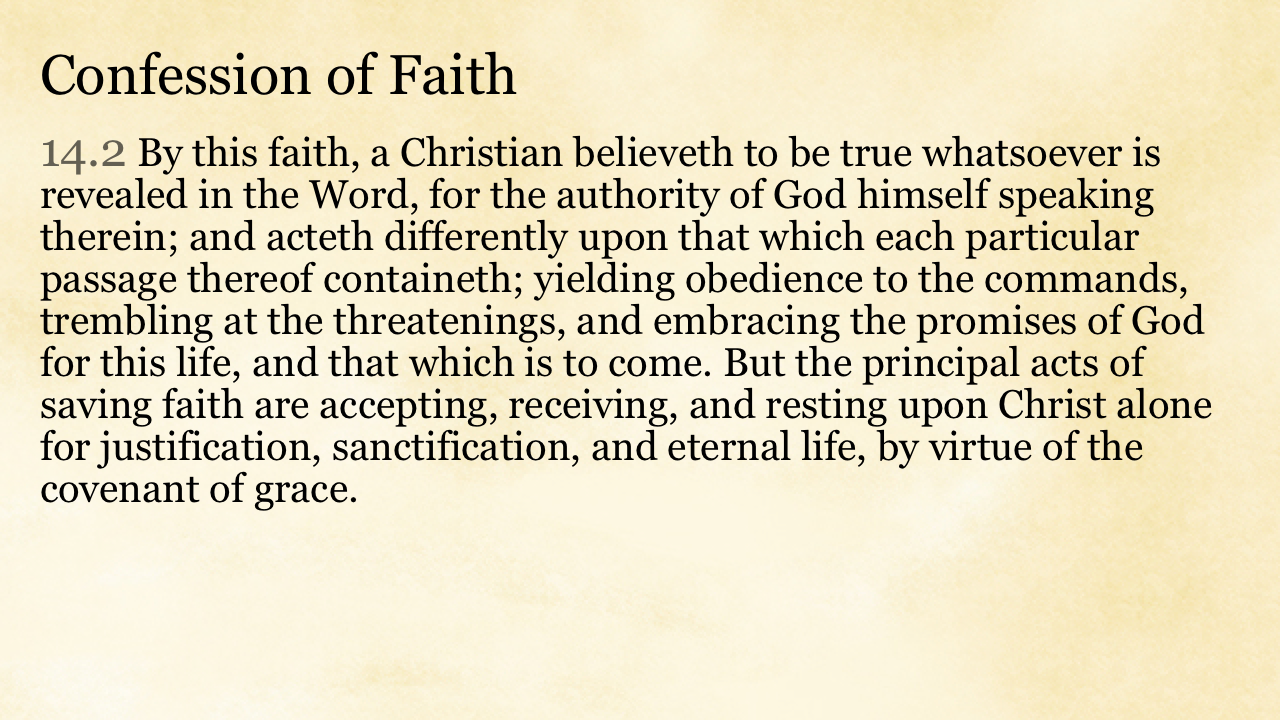 Confession of Faith
14.2 By this faith, a Christian believeth to be true whatsoever is
revealed in the Word, for the authority of God himself speaking
therein; and acteth differently upon that which each particular
passage thereof containeth; yielding obedience to the commands,
trembling at the threatenings, and embracing the promises of God
for this life, and that which is to come. But the principal acts of
saving faith are accepting, receiving, and resting upon Christ alone
for justification, sanctification, and eternal life, by virtue of the
covenant of grace.